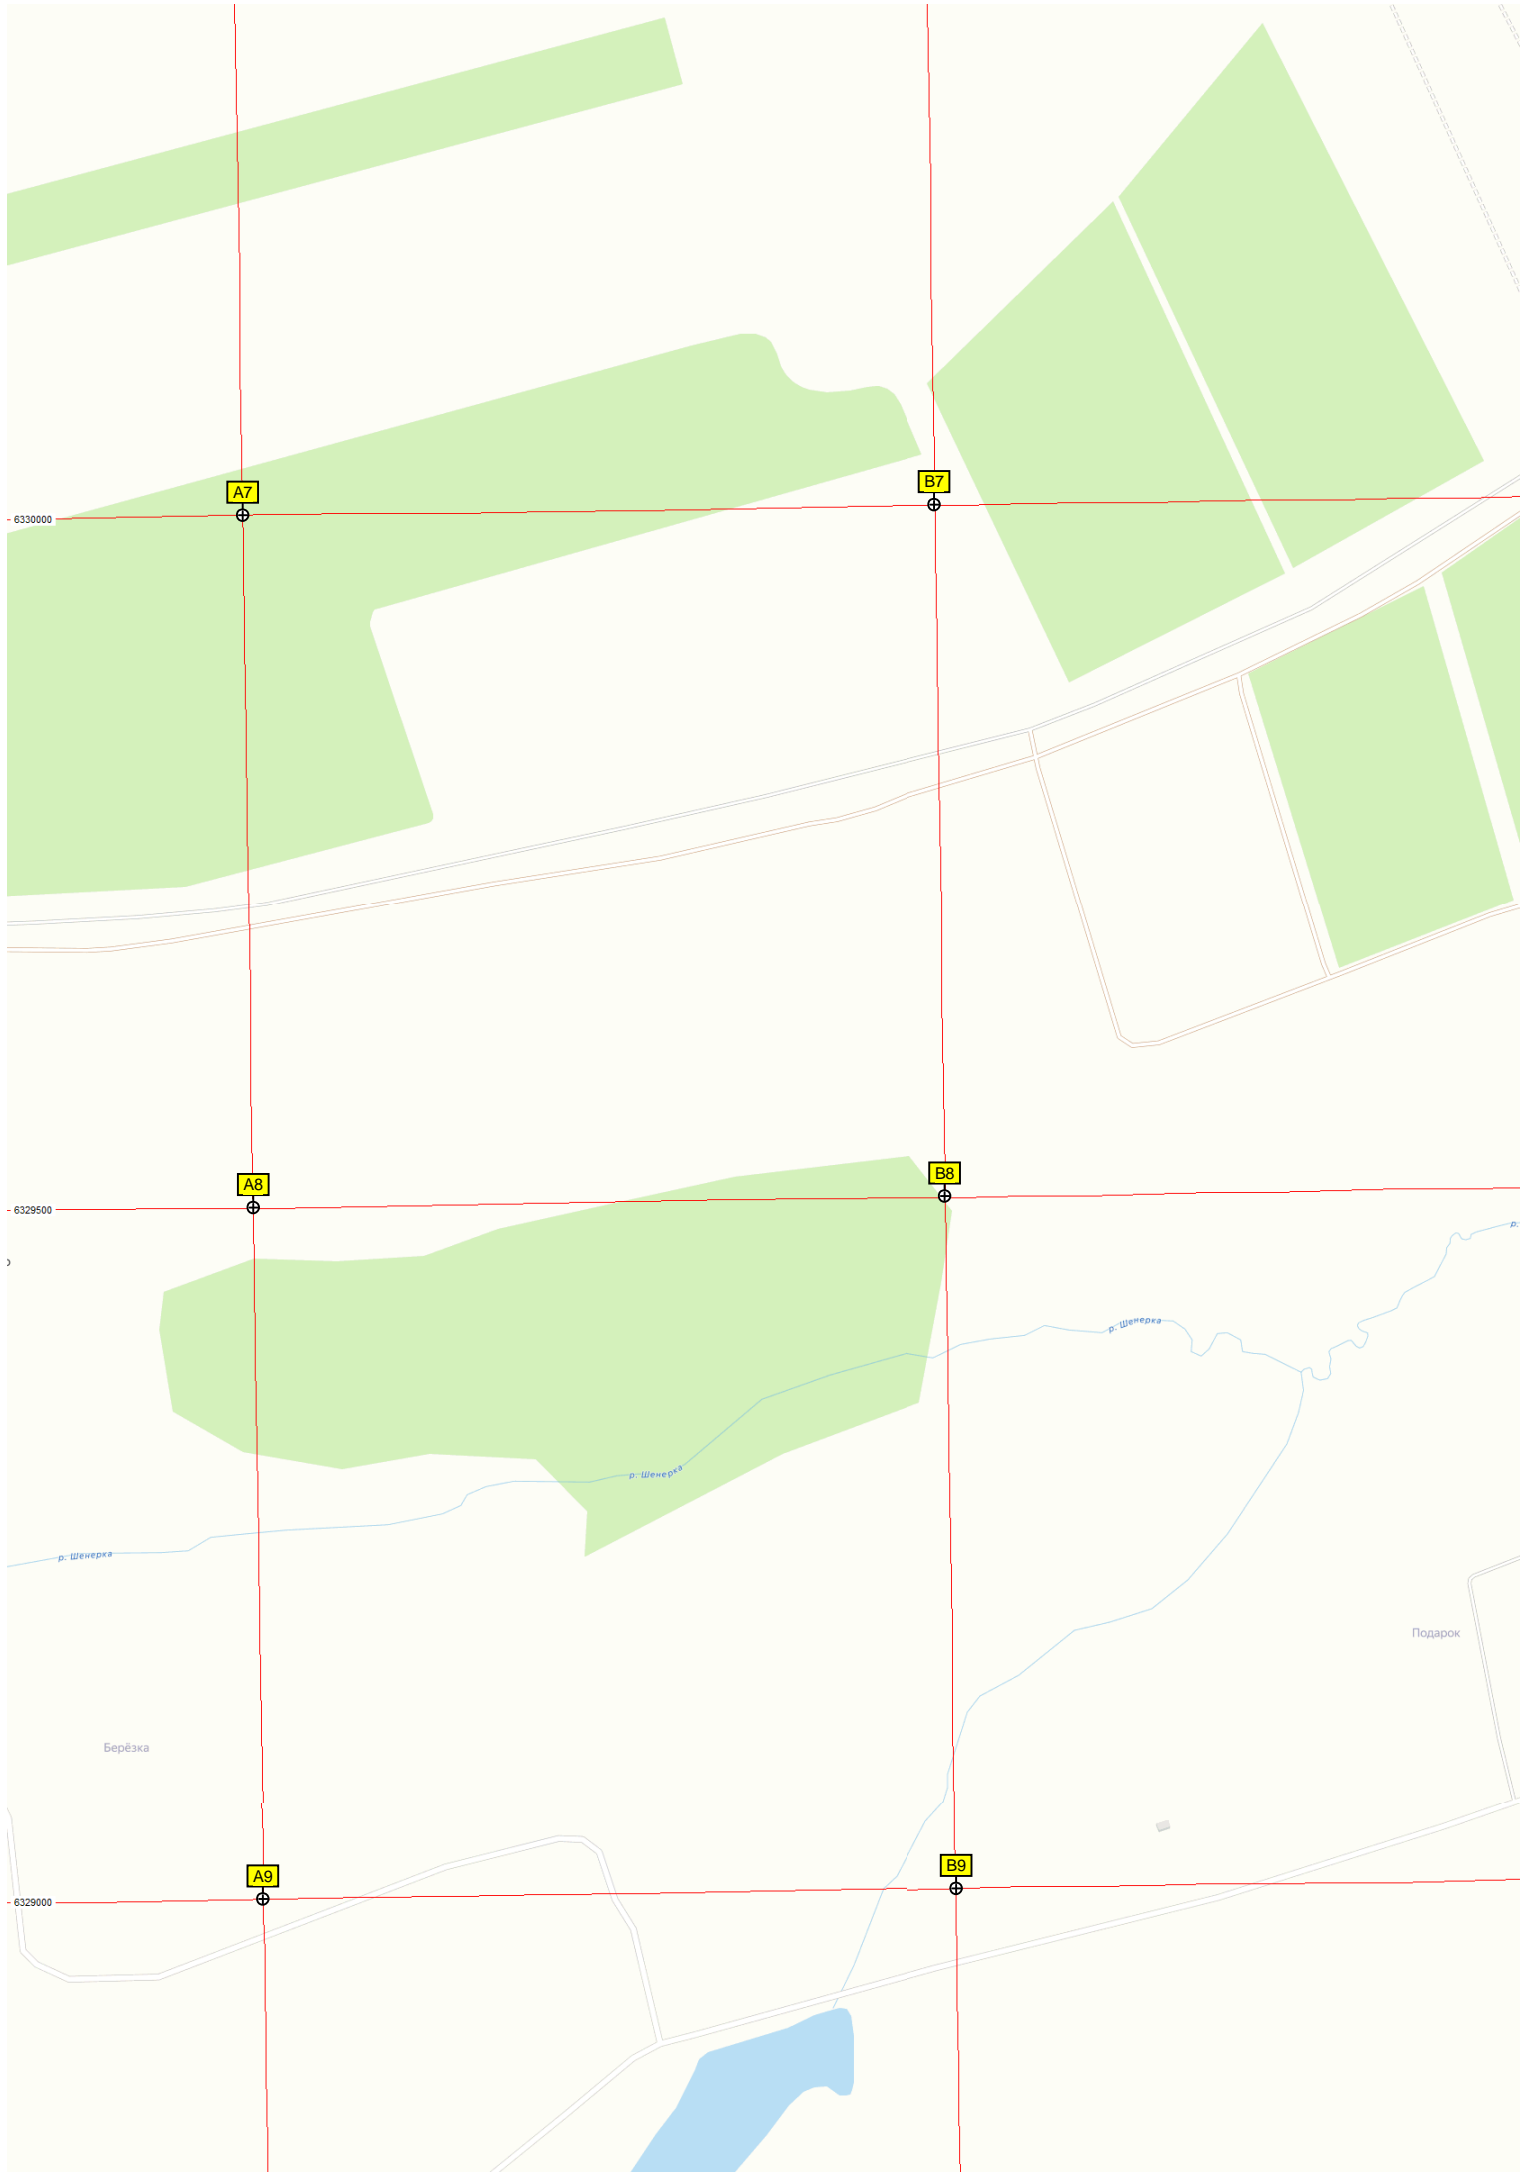 A7
B7
6330000
A8
B8
6329500
р.
р. Шенерка
р. Шенерка
р. Шенерка
Подарок
Берёзка
A9
B9
6329000